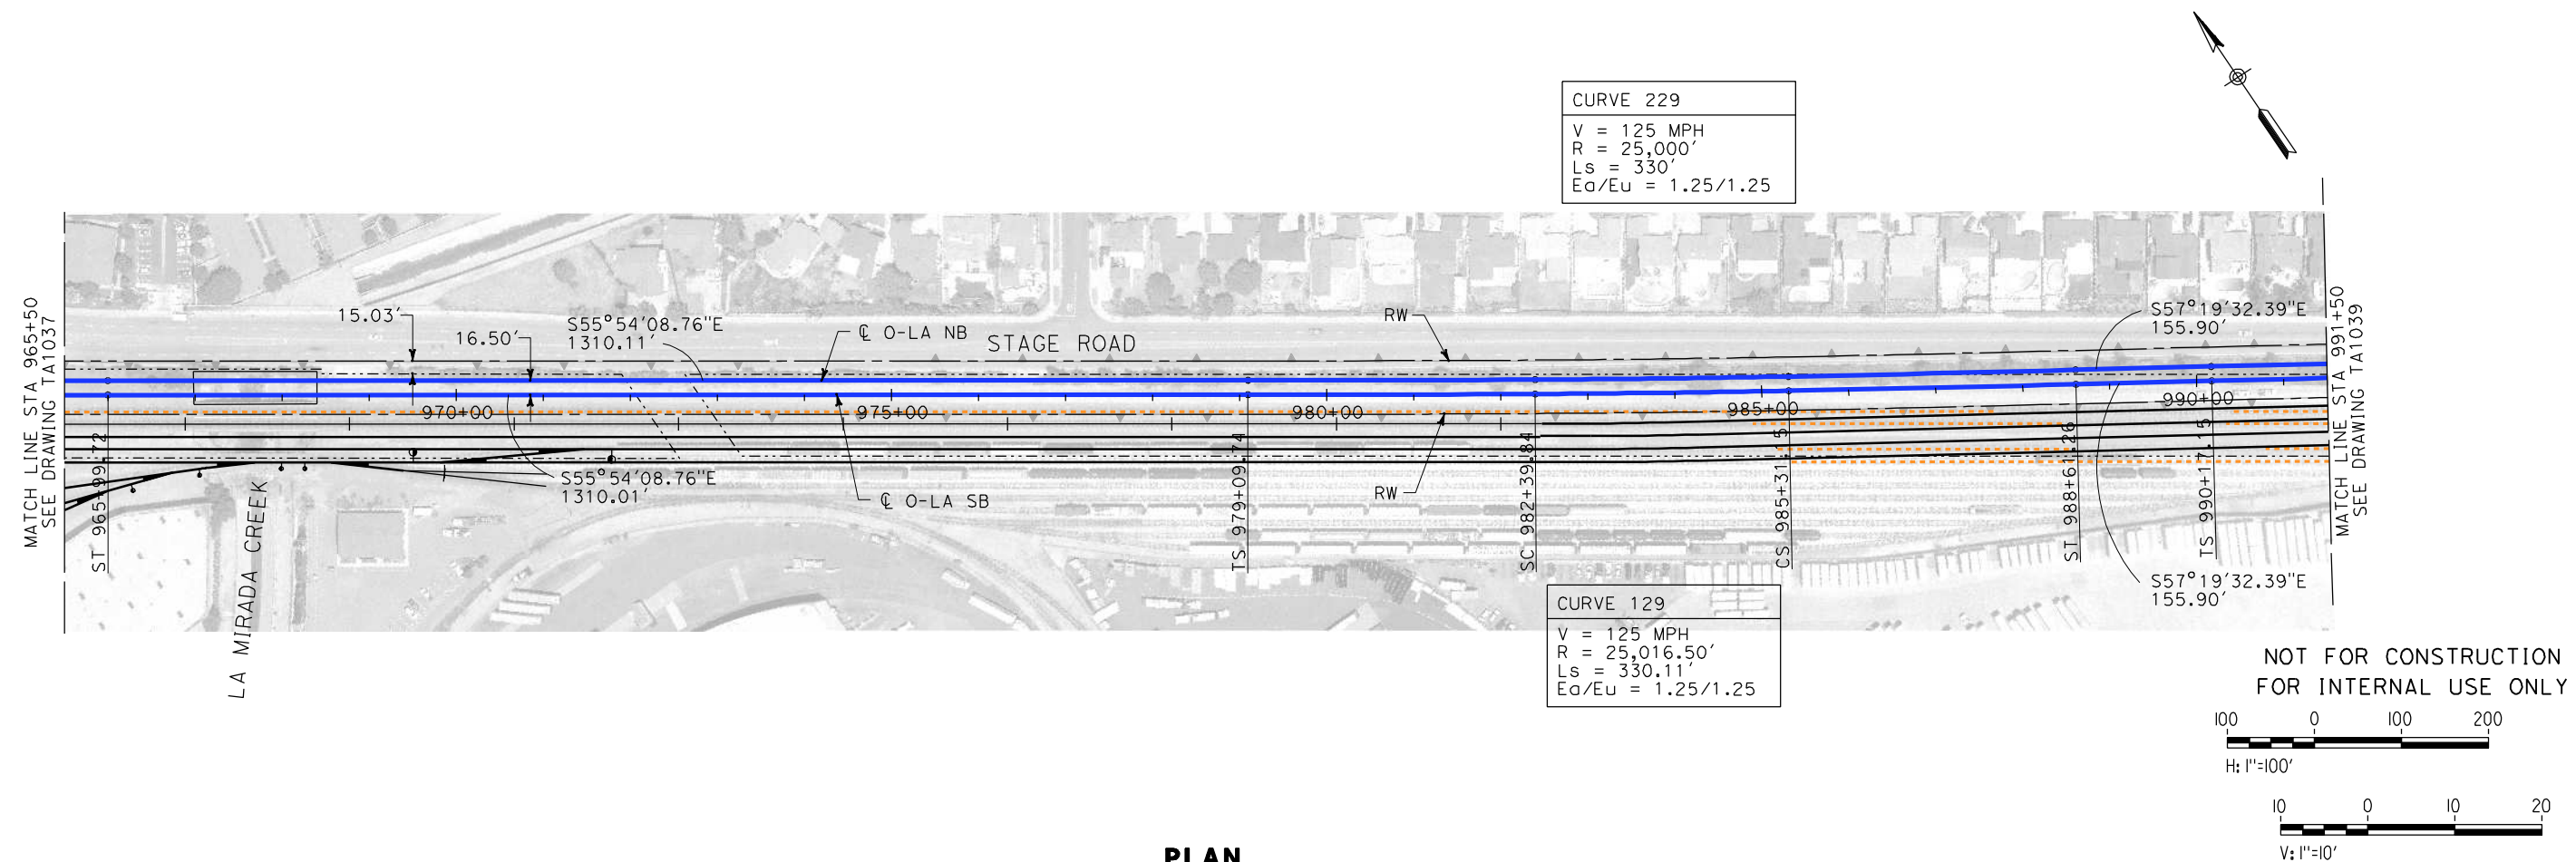 CURVE 229
V = 125 MPH
R = 25,000'
Ls = 330'
Ea/Eu = 1.25/1.25
MATCH LINE STA 965+50
SEE DRAWING TA1037
15.03'
16.50'
S55°54'08.76"E
1310.11'
℄ O-LA NB
STAGE ROAD
RW
S57°19'32.39"E
155.90'
MATCH LINE STA 991+50
SEE DRAWING TA1039
970+00
975+00
980+00
985+00
990+00
ST 965+99.72
LA MIRADA CREEK
S55°54'08.76"E
1310.01'
℄ O-LA SB
TS 979+09.74
RW
SC 982+39.84
CS 985+31.15
ST 988+61.26
TS 990+17.15
S57°19'32.39"E
155.90'
CURVE 129
V = 125 MPH
R = 25,016.50'
Ls = 330.11'
Ea/Eu = 1.25/1.25
NOT FOR CONSTRUCTION
FOR INTERNAL USE ONLY
100 0 100 200
H: 1"=100'
10 0 10 20
V: 1"=10'
PLAN